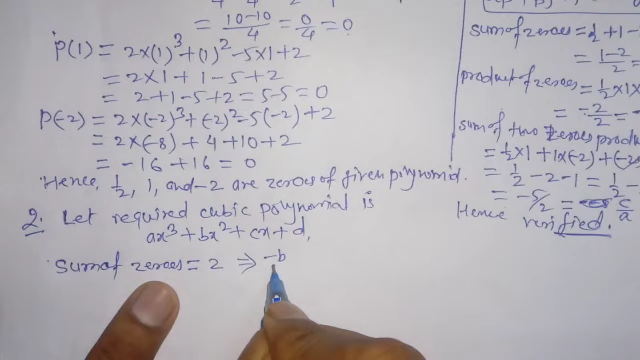 = 10-10/4 = 0/4 = 0
P(1) = 2×(1)³+(1)²-5×1+2
= 2×1+1-5+2
= 2+1-5+2=5-5=0
P(-2) = 2×(-2)³+(-2)²-5(-2)+2
= 2×(-8)+4+10+2
= -16+16=0
Hence, 1/2, 1, and -2 are zeroes of given polynomial.
2. Let required cubic polynomial is
ax³+bx²+cx+d,
Sum of zeroes = 2 ⇒ -b
Sum of zeroes = 1/2 +1-
= 1-2/2 =
product of zeroes = 1/2×1×
= -2/2 = -
Sum of two zeroes produ
= 1/2×1+1×(-2)+(-2
= 1/2-2-1 = 1/2-
= -5/2 = c/a
Hence verified.